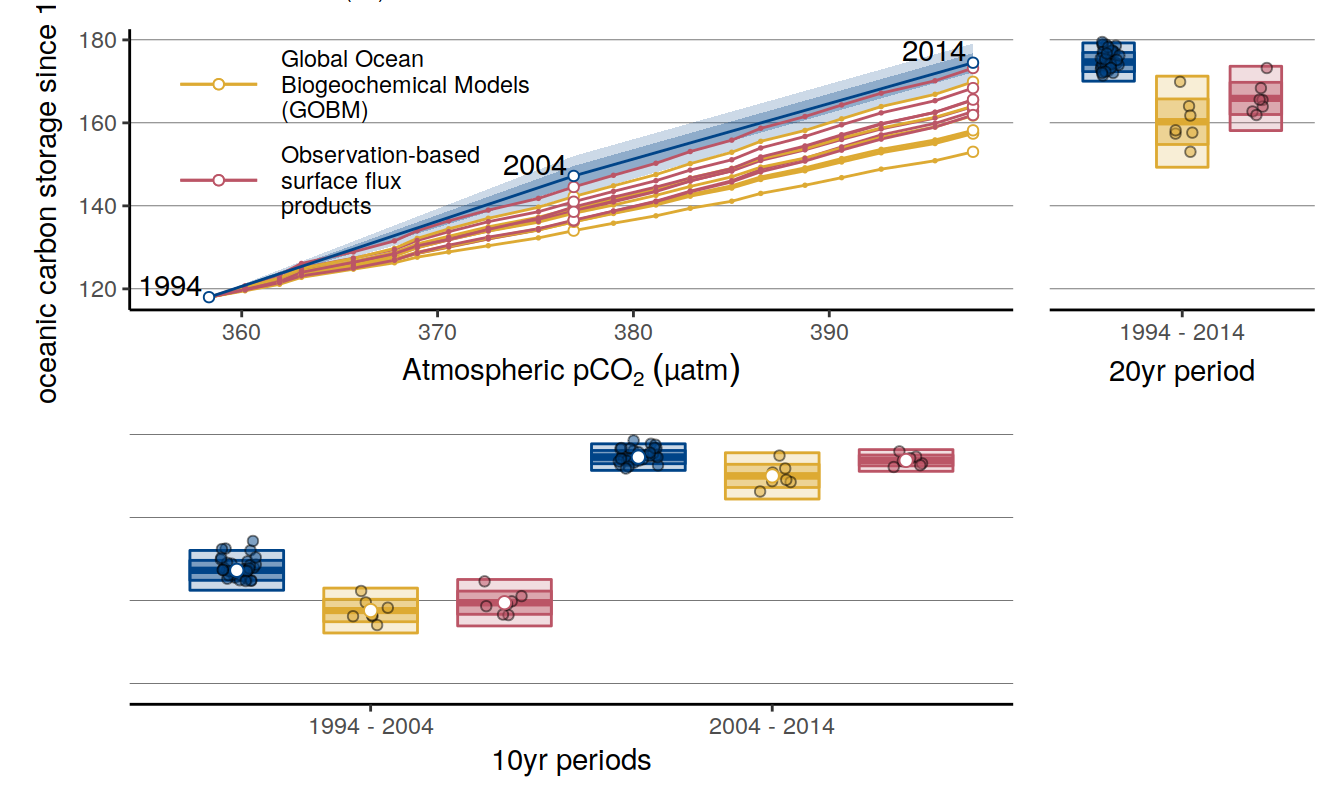 oceanic carbon storage since 1
180
160
140
120
Global Ocean
Biogeochemical Models
(GOBM)
Observation-based
surface flux
products
1994
2004
2014
360
370
380
390
Atmospheric pCO₂ (µatm)
1994 - 2014
20yr period
1994 - 2004
2004 - 2014
10yr periods